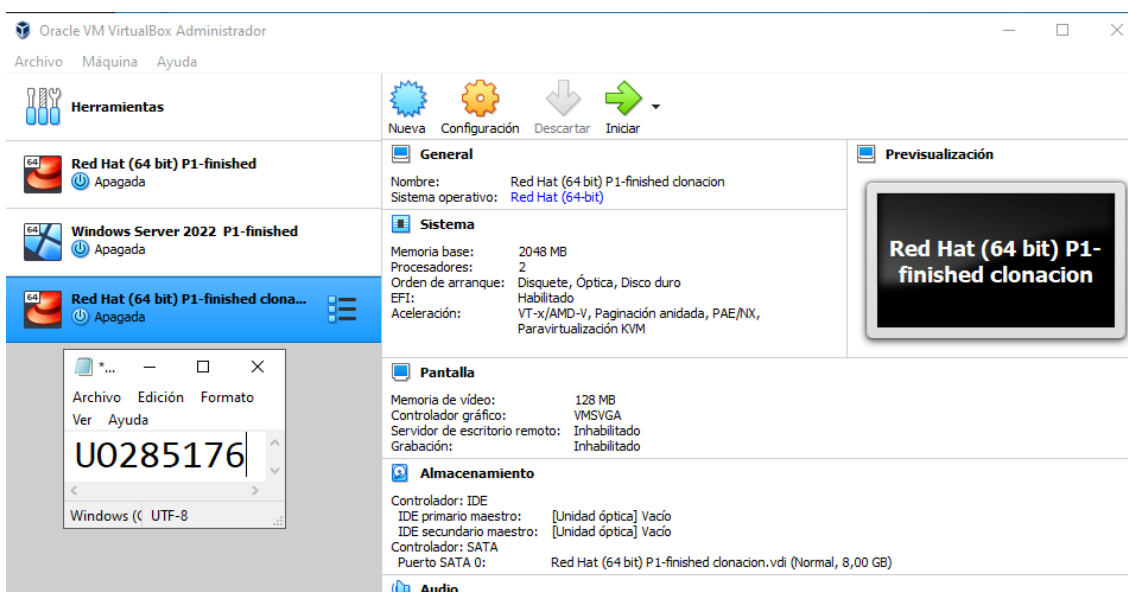 Oracle VM VirtualBox Administrador
Archivo Máquina Ayuda
Herramientas
64
Red Hat (64 bit) P1-finished
Apagada
64
Windows Server 2022 P1-finished
Apagada
64
Red Hat (64 bit) P1-finished clona...
Apagada
*...
Archivo Edición Formato
Ver Ayuda
UO285176
Windows (C UTF-8
Nueva Configuración Descartar Iniciar
General
Nombre: Red Hat (64 bit) P1-finished clonacion
Sistema operativo: Red Hat (64-bit)
Sistema
Memoria base: 2048 MB
Procesadores: 2
Orden de arranque: Disquete, Óptica, Disco duro
EFI: Habilitado
Aceleración: VT-x/AMD-V, Paginación anidada, PAE/NX,
Paravirtualización KVM
Previsualización
Red Hat (64 bit) P1-
finished clonacion
Pantalla
Memoria de vídeo: 128 MB
Controlador gráfico: VMSVGA
Servidor de escritorio remoto: Inhabilitado
Grabación: Inhabilitado
Almacenamiento
Controlador: IDE
IDE primario maestro: [Unidad óptica] Vacío
IDE secundario maestro: [Unidad óptica] Vacío
Controlador: SATA
Puerto SATA 0: Red Hat (64 bit) P1-finished clonacion.vdi (Normal, 8,00 GB)
Audio